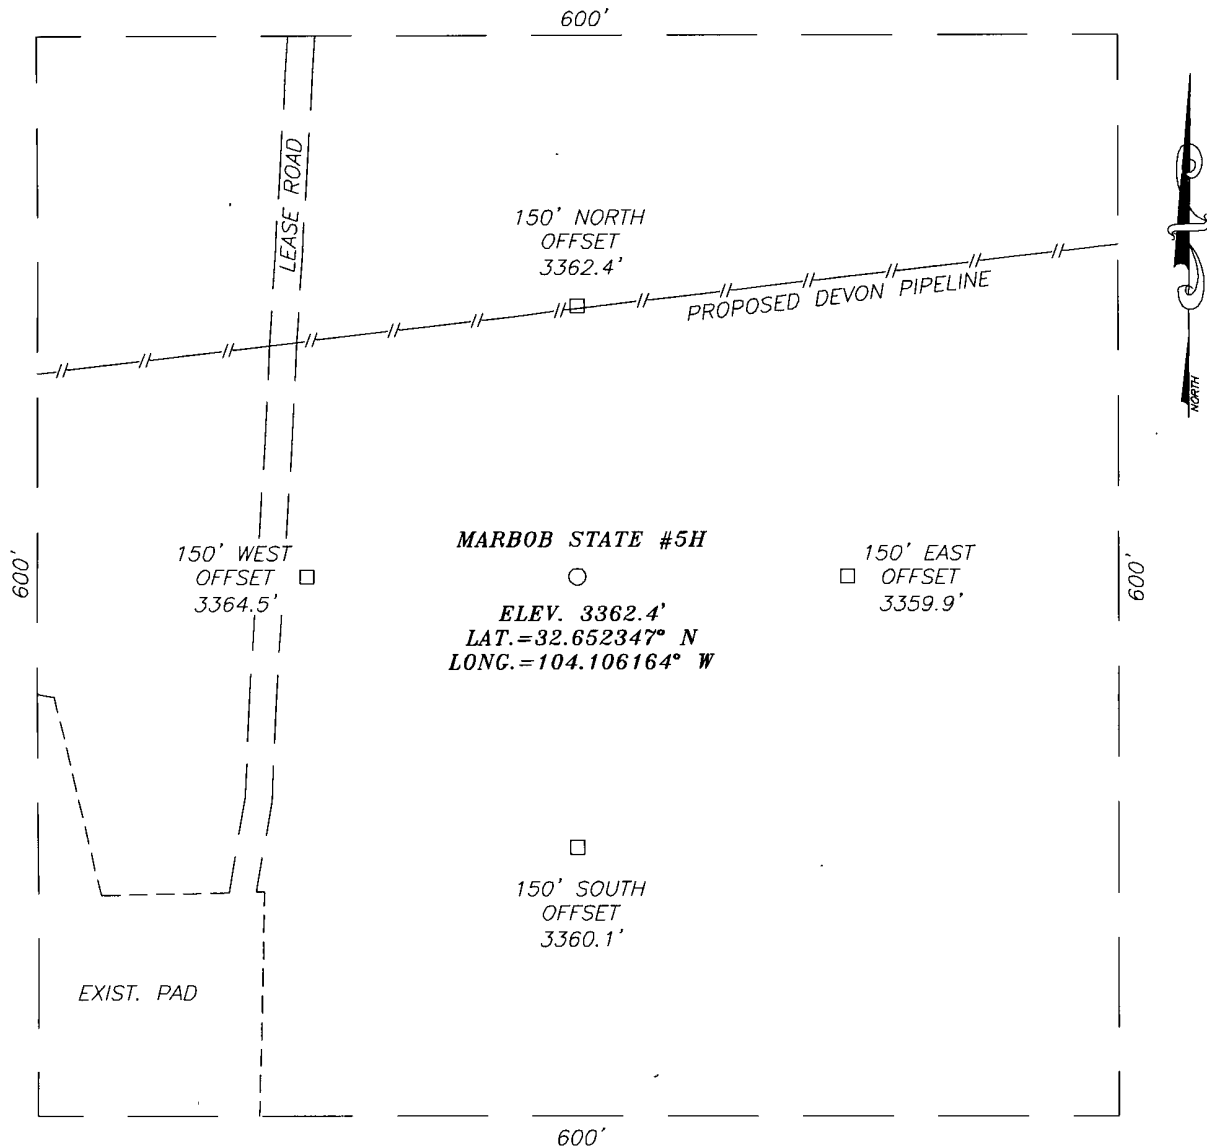 600'
LEASE ROAD
150' NORTH
OFFSET
3362.4'
PROPOSED DEVON PIPELINE
NORTH
600'
150' WEST
OFFSET
3364.5'
MARBOB STATE #5H
ELEV. 3362.4'
LAT.=32.652347° N
LONG.=104.106164° W
150' EAST
OFFSET
3359.9'
600'
150' SOUTH
OFFSET
3360.1'
EXIST. PAD
600'